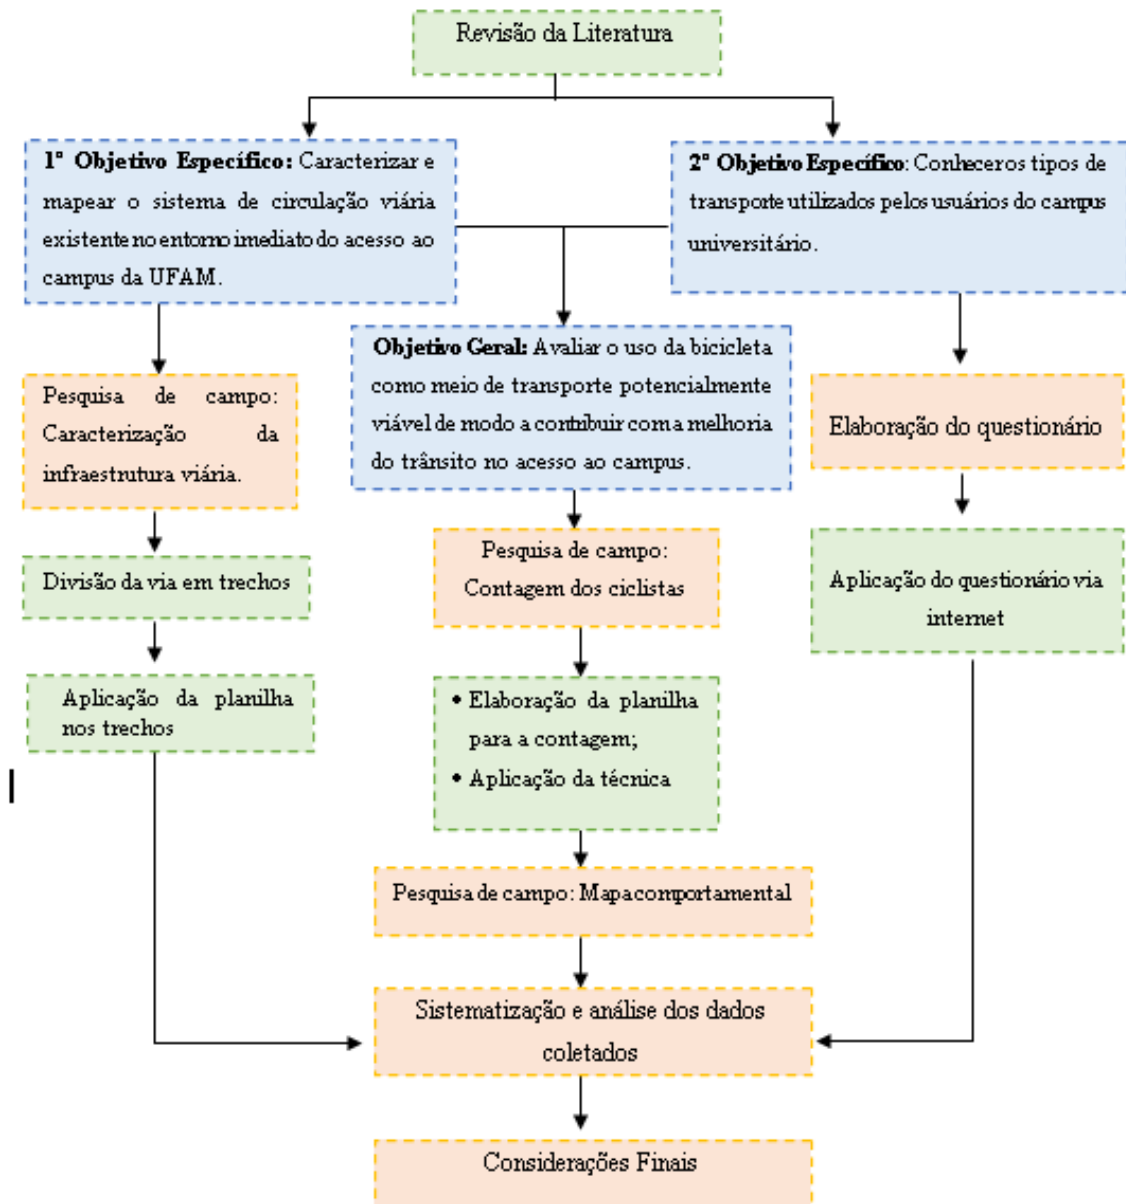 Revisão da Literatura
1º Objetivo Específico: Caracterizar e
mapear o sistema de circulação viária
existente no entorno imediato do acesso ao
campus da UFAM.
2º Objetivo Específico: Conheceros tipos de
transporte utilizados pelos usuários do campus
universitário.
Objetivo Geral: Avaliar o uso da bicicleta
como meio de transporte potencialmente
viável de modo a contribuir com a melhoria
do trânsito no acesso ao campus.
Pesquisa de campo:
Caracterização da
infraestrutura viária.
Elaboração do questionário
Pesquisa de campo:
Contagem dos ciclistas
Divisão da via em trechos
Aplicação do questionário via
internet
Aplicação da planilha
nos trechos
• Elaboração da planilha
para a contagem;
• Aplicação da técnica
Pesquisa de campo: Mapa comportamental
Sistematização e análise dos dados
coletados
Considerações Finais